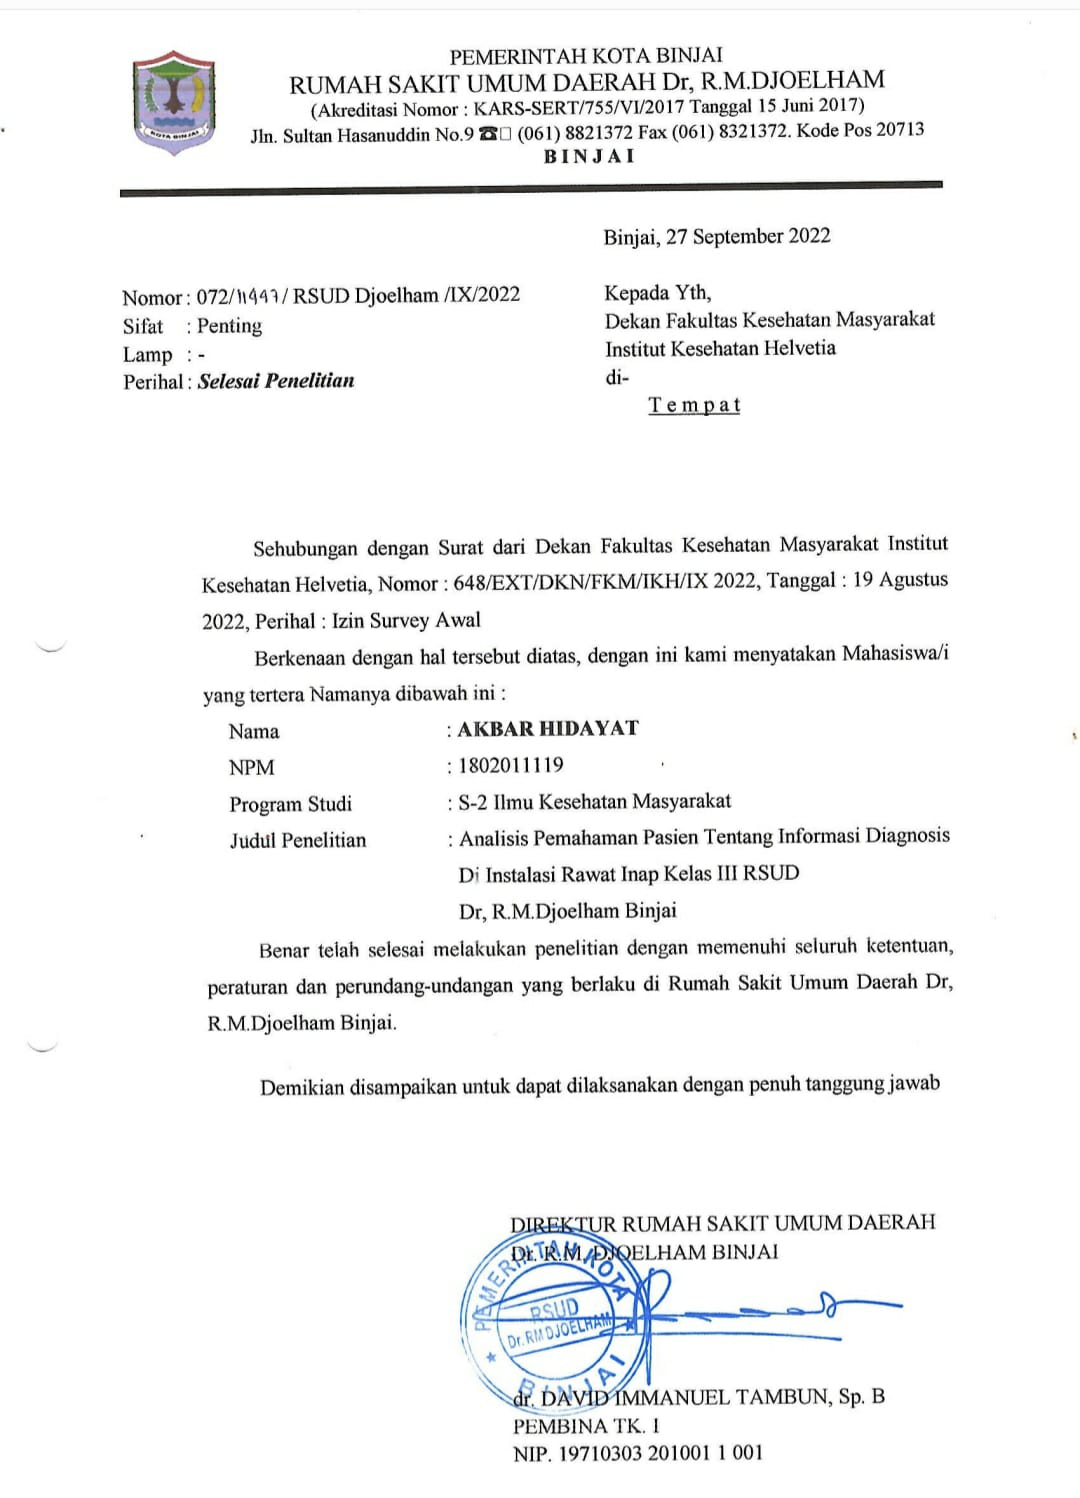 PEMERINTAH KOTA BINJAI
RUMAH SAKIT UMUM DAERAH Dr, R.M.DJOELHAM
(Akreditasi Nomor : KARS-SERT/755/VI/2017 Tanggal 15 Juni 2017)
Jln. Sultan Hasanuddin No.9 ☎ (061) 8821372 Fax (061) 8321372. Kode Pos 20713
BINJAI
KOTA BINJAI
Binjai, 27 September 2022
Nomor : 072/ / RSUD Djoelham /IX/2022
Sifat : Penting
Lamp : -
Perihal : Selesai Penelitian
Kepada Yth,
Dekan Fakultas Kesehatan Masyarakat
Institut Kesehatan Helvetia
di-
Tempat
Sehubungan dengan Surat dari Dekan Fakultas Kesehatan Masyarakat Institut
Kesehatan Helvetia, Nomor : 648/EXT/DKN/FKM/IKH/IX 2022, Tanggal : 19 Agustus
2022, Perihal : Izin Survey Awal
Berkenaan dengan hal tersebut diatas, dengan ini kami menyatakan Mahasiswa/i
yang tertera Namanya dibawah ini :
Nama : AKBAR HIDAYAT
NPM : 1802011119
Program Studi : S-2 Ilmu Kesehatan Masyarakat
Judul Penelitian : Analisis Pemahaman Pasien Tentang Informasi Diagnosis
Di Instalasi Rawat Inap Kelas III RSUD
Dr, R.M.Djoelham Binjai
Benar telah selesai melakukan penelitian dengan memenuhi seluruh ketentuan,
peraturan dan perundang-undangan yang berlaku di Rumah Sakit Umum Daerah Dr,
R.M.Djoelham Binjai.
Demikian disampaikan untuk dapat dilaksanakan dengan penuh tanggung jawab
DIREKTUR RUMAH SAKIT UMUM DAERAH
Dr. R.M. DJOELHAM BINJAI
PEMERINTAH KOTA
RSUD
Dr. RM DJOELHAM
BINJAI
dr. DAVID IMMANUEL TAMBUN, Sp. B
PEMBINA TK. I
NIP. 19710303 201001 1 001